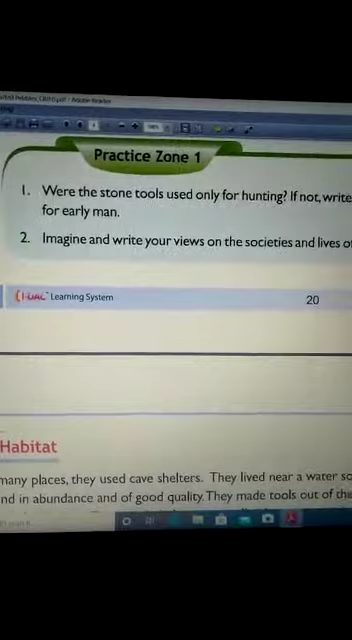 Practice Zone 1
1. Were the stone tools used only for hunting? If not, write
for early man.
2. Imagine and write your views on the societies and lives of
Learning System
20
Habitat
many places, they used cave shelters. They lived near a water so
nd in abundance and of good quality. They made tools out of the